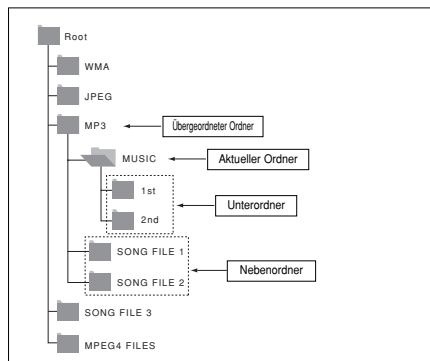 Root
WMA
JPEG
MP3 Übergeordneter Ordner
MUSIC Aktueller Ordner
1st
Unterordner
2nd
SONG FILE 1
Nebenordner
SONG FILE 2
SONG FILE 3
MPEG4 FILES